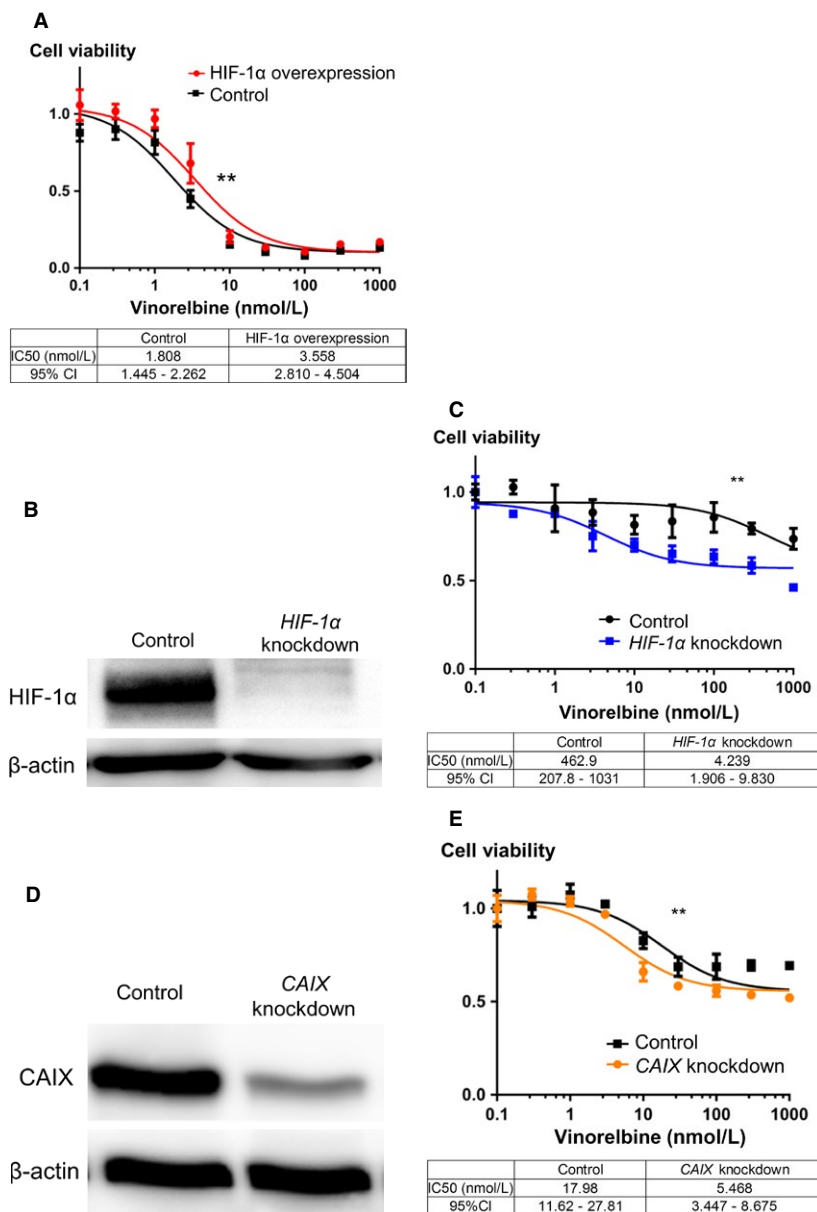 A
Cell viability
HIF-1α overexpression
Control
1.0
0.5
0.0
0.1 1 10 100 1000
**
Vinorelbine (nmol/L)
Control HIF-1α overexpression
IC50 (nmol/L) 1.808 3.558
95% CI 1.445 - 2.262 2.810 - 4.504
B
Control HIF-1α knockdown
HIF-1α
β-actin
C
Cell viability
**
1.0
0.5
0.0
Control
HIF-1α knockdown
0.1 1 10 100 1000
Vinorelbine (nmol/L)
Control HIF-1α knockdown
IC50 (nmol/L) 462.9 4.239
95% CI 207.8 - 1031 1.906 - 9.830
D
Control CAIX knockdown
CAIX
β-actin
E
Cell viability
**
1.0
0.5
0.0
Control
CAIX knockdown
0.1 1 10 100 1000
Vinorelbine (nmol/L)
Control CAIX knockdown
IC50 (nmol/L) 17.98 5.468
95%CI 11.62 - 27.81 3.447 - 8.675